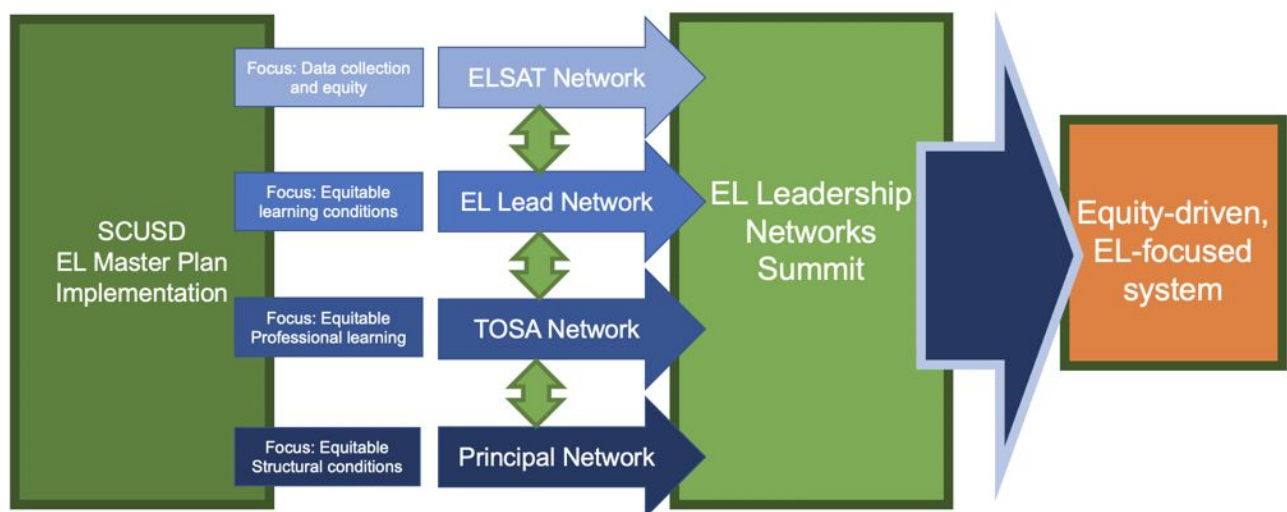 SCUSD
EL Master Plan
Implementation
Focus: Data collection
and equity
ELSAT Network
Focus: Equitable
learning conditions
EL Lead Network
Focus: Equitable
Professional learning
TOSA Network
Focus: Equitable
Structural conditions
Principal Network
EL Leadership
Networks
Summit
Equity-driven,
EL-focused
system